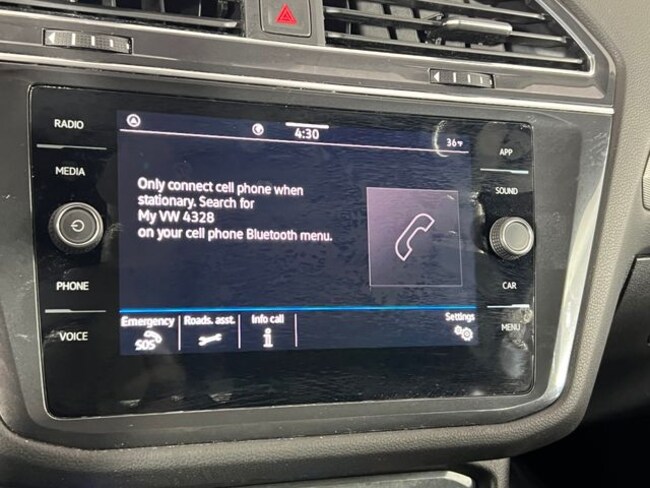 RADIO
MEDIA
PHONE
VOICE
4:30
36°F
Only connect cell phone when
stationary. Search for
My VW 4328
on your cell phone Bluetooth menu.
Emergency
SOS
Roads. asst.
Info call
i
Settings
APP
SOUND
CAR
MENU